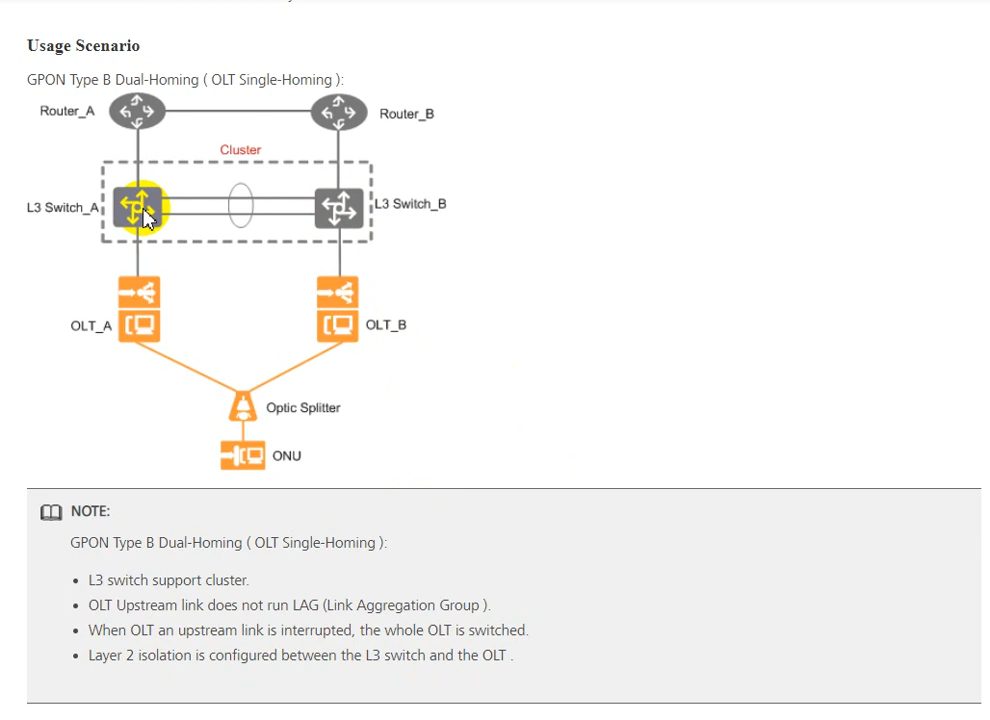 Usage Scenario
GPON Type B Dual-Homing ( OLT Single-Homing ):
Router_A
Router_B
Cluster
L3 Switch_A
L3 Switch_B
OLT_A
OLT_B
Optic Splitter
ONU
NOTE:
GPON Type B Dual-Homing ( OLT Single-Homing ):
• L3 switch support cluster.
• OLT Upstream link does not run LAG (Link Aggregation Group ).
• When OLT an upstream link is interrupted, the whole OLT is switched.
• Layer 2 isolation is configured between the L3 switch and the OLT .